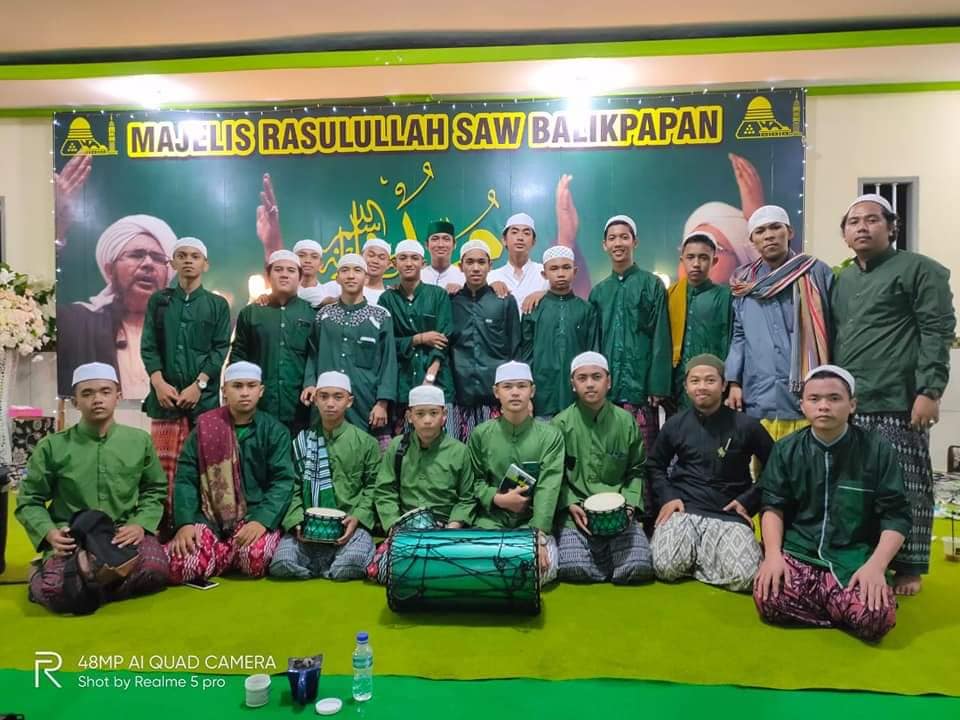 MAJELIS RASULULLAH SAW BALIKPAPAN
R
48MP AI QUAD CAMERA
Shot by Realme 5 pro